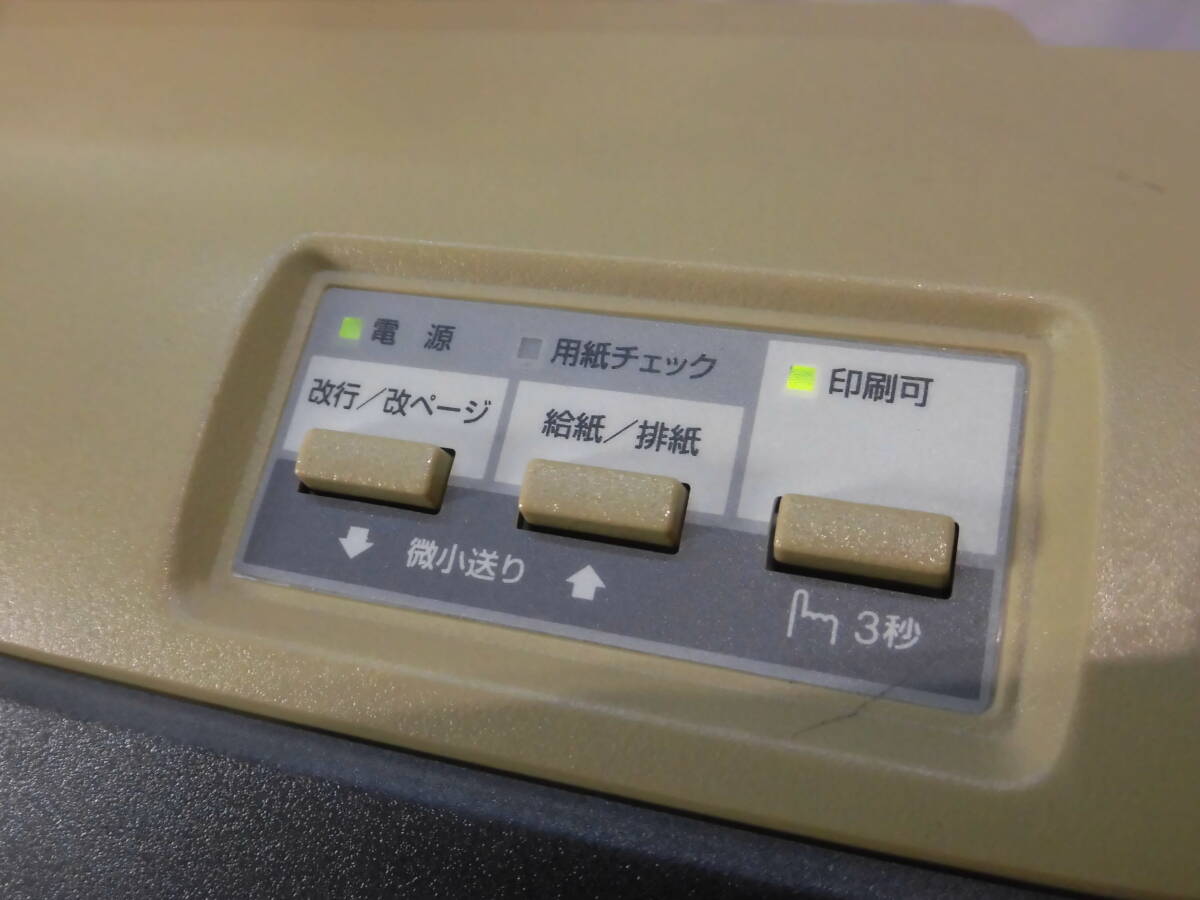 電源
用紙チェック
印刷可
改行／改ページ
給紙／排紙
微小送り
3秒